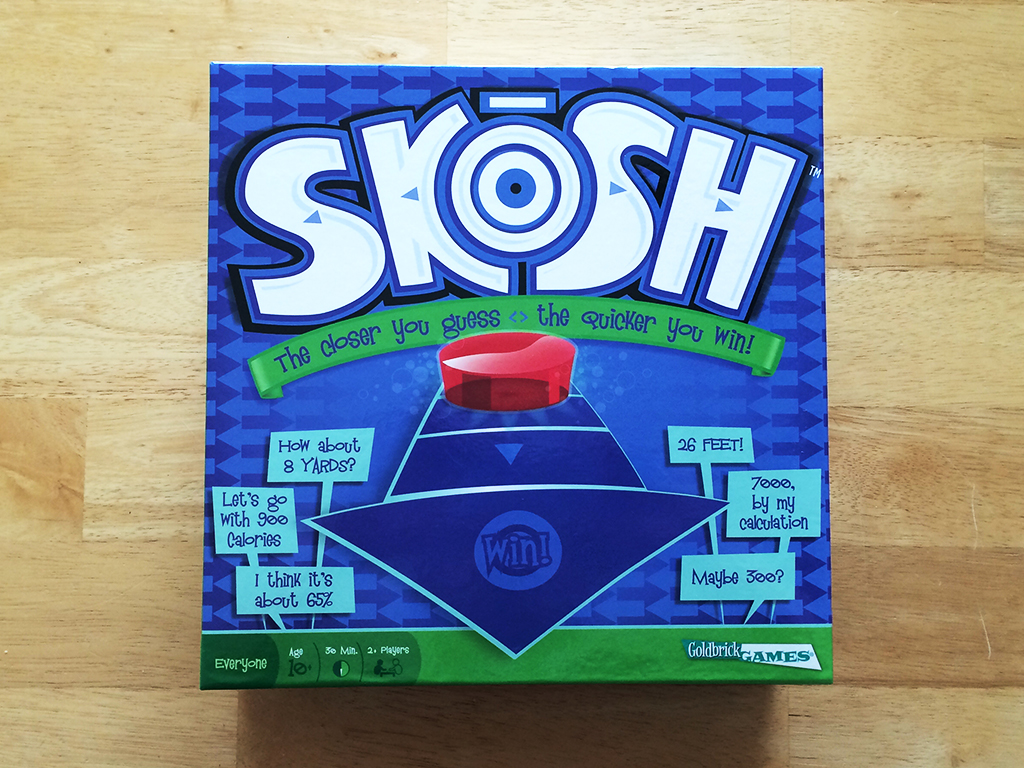 SKŌSH
TM
The closer you guess <> the quicker you win!
How about
8 YARDS?
Let's go
with 900
Calories
I think it's
about 65%
26 FEET!
7000,
by my
calculation
Maybe 300?
Win!
Everyone
Age
10+
30 Min.
2+ Players
Goldbrick GAMES